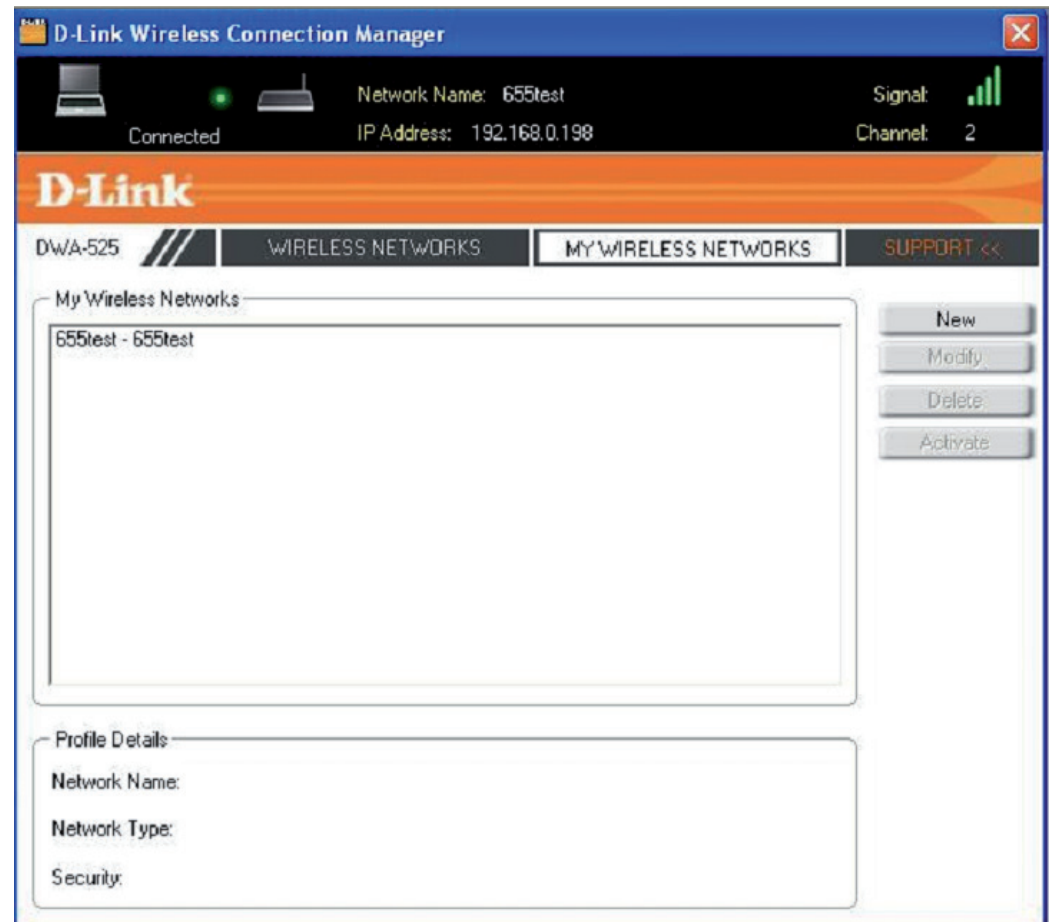 D-Link Wireless Connection Manager
Network Name: 655test Signal:
Connected IP Address: 192.168.0.198 Channel: 2
D-Link
DWA-525 WIRELESS NETWORKS MY WIRELESS NETWORKS SUPPORT <<
My Wireless Networks
New
655test - 655test
Modify
Delete
Activate
Profile Details
Network Name:
Network Type:
Security: